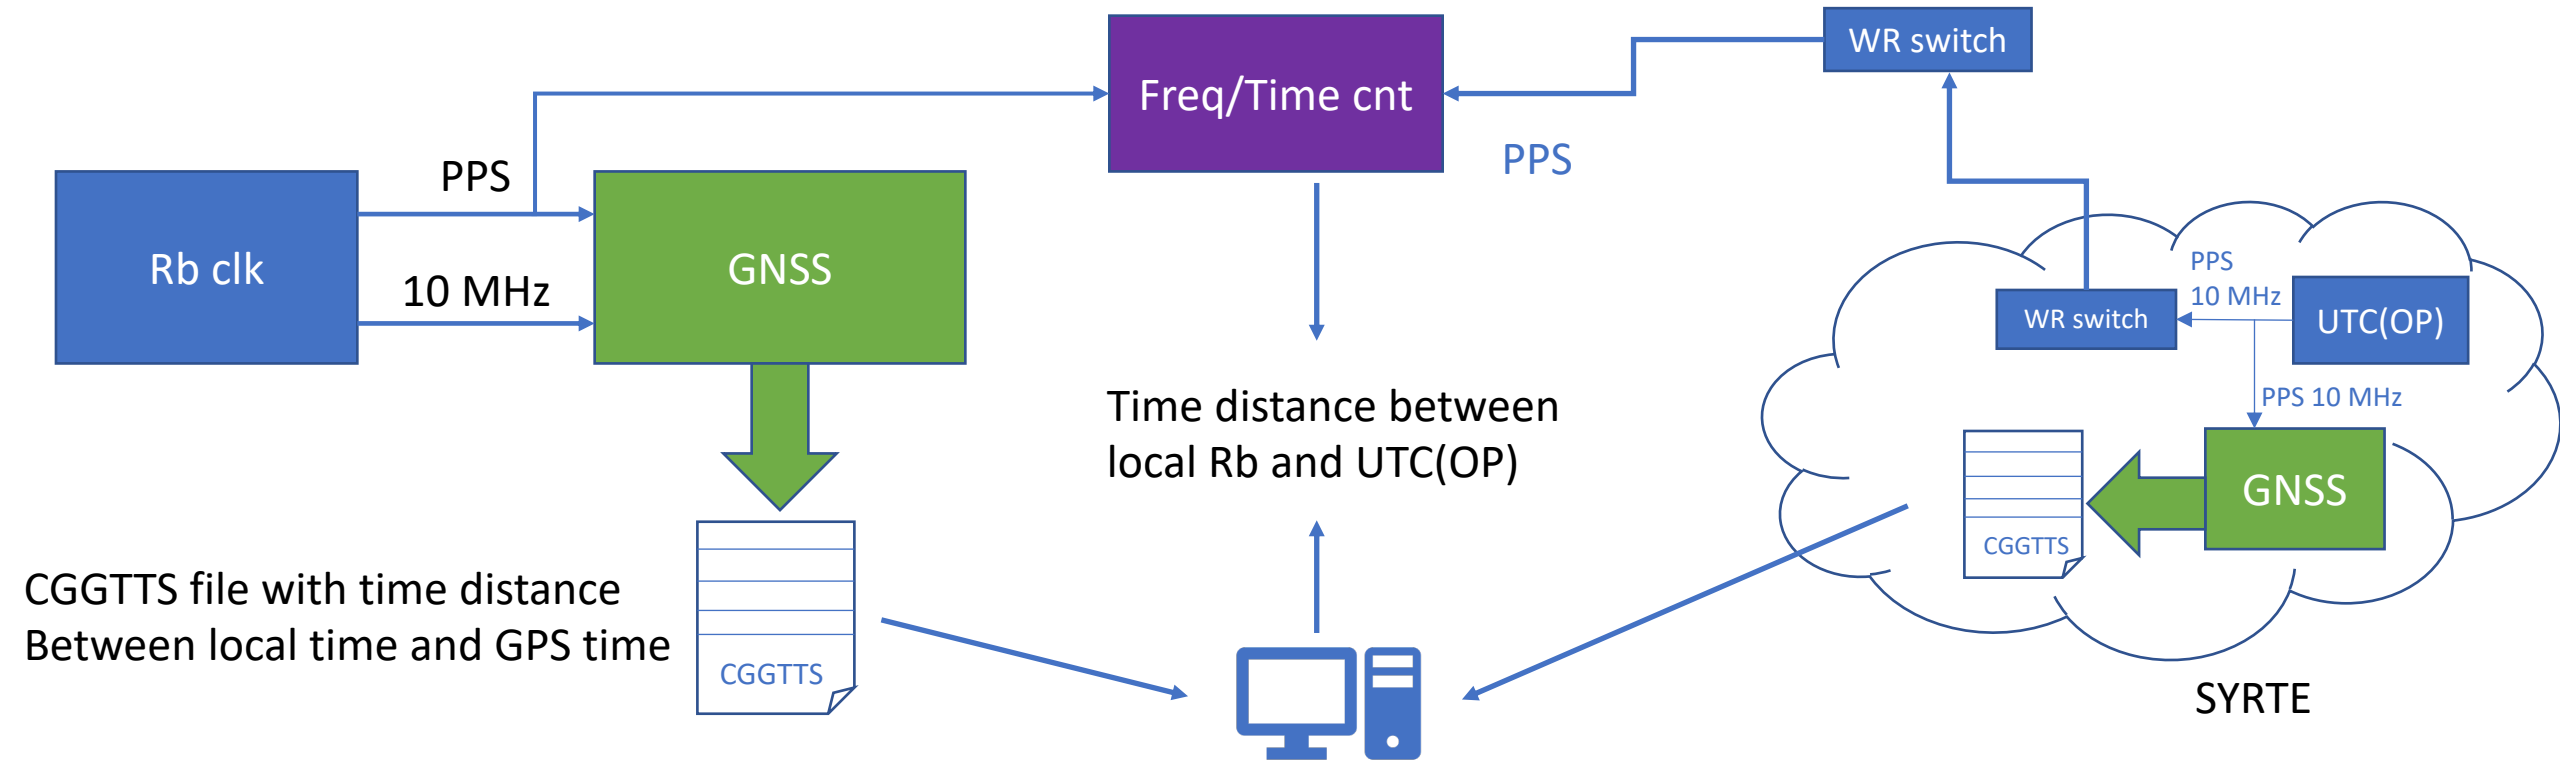 WR switch
Freq/Time cnt
PPS
PPS
Rb clk
GNSS
10 MHz
PPS
10 MHz
WR switch
UTC(OP)
PPS 10 MHz
Time distance between
local Rb and UTC(OP)
GNSS
CGGTTS
CGGTTS file with time distance
Between local time and GPS time
CGGTTS
SYRTE